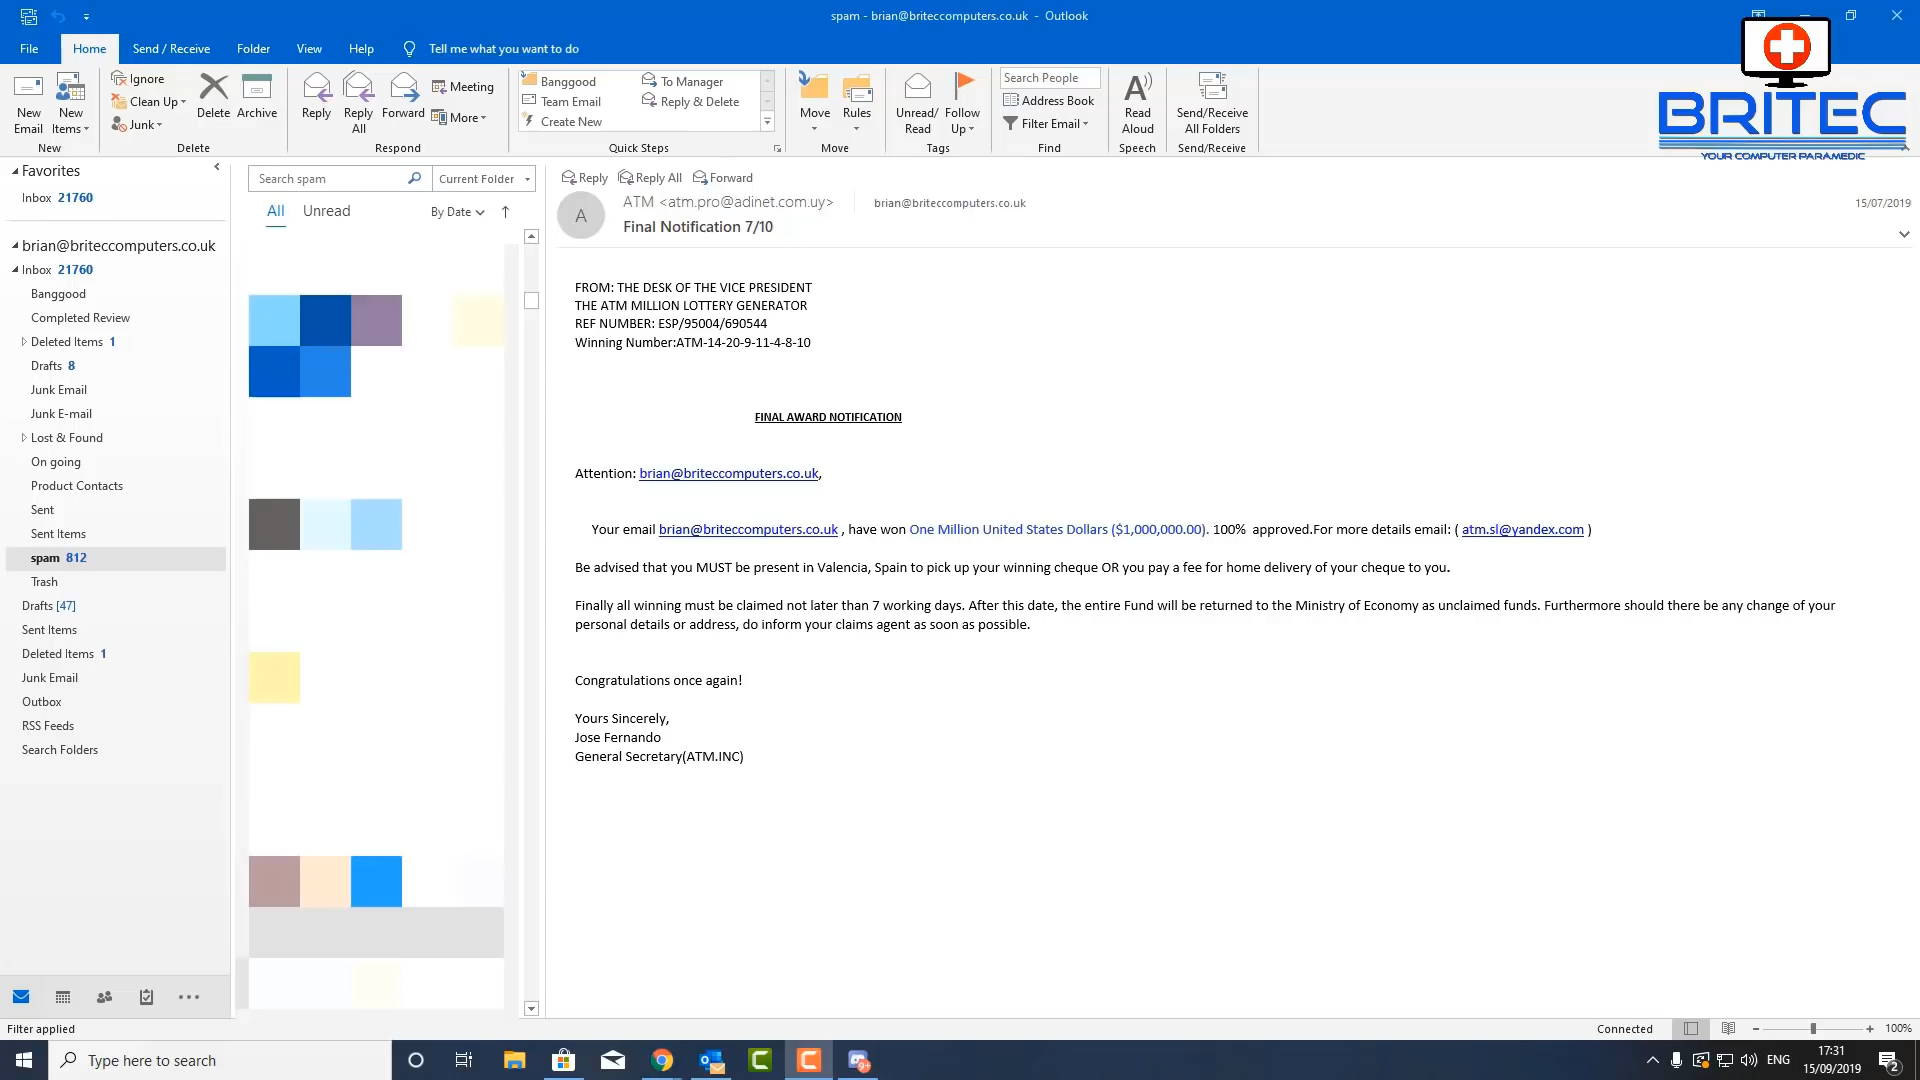 spam - brian@briteccomputers.co.uk - Outlook
File Home Send / Receive Folder View Help Tell me what you want to do
New Email
New Items
New
Ignore
Clean Up
Junk
Delete
Archive
Delete
Reply
Reply All
Forward
Meeting
More
Respond
Banggood
Team Email
Create New
To Manager
Reply & Delete
Quick Steps
Move
Rules
Move
Unread/ Read
Follow Up
Tags
Search People
Address Book
Filter Email
Find
Read Aloud
Speech
Send/Receive All Folders
Send/Receive
BRITEC
YOUR COMPUTER PARAMEDIC
Favorites
Inbox 21760
brian@briteccomputers.co.uk
Inbox 21760
Banggood
Completed Review
Deleted Items 1
Drafts 8
Junk Email
Junk E-mail
Lost & Found
On going
Product Contacts
Sent
Sent Items
spam 812
Trash
Drafts [47]
Sent Items
Deleted Items 1
Junk Email
Outbox
RSS Feeds
Search Folders
Search spam
Current Folder
All Unread By Date
Reply Reply All Forward
A
ATM <atm.pro@adinet.com.uy> brian@briteccomputers.co.uk 15/07/2019
Final Notification 7/10
FROM: THE DESK OF THE VICE PRESIDENT
THE ATM MILLION LOTTERY GENERATOR
REF NUMBER: ESP/95004/690544
Winning Number:ATM-14-20-9-11-4-8-10
FINAL AWARD NOTIFICATION
Attention: brian@briteccomputers.co.uk,
Your email brian@briteccomputers.co.uk , have won One Million United States Dollars ($1,000,000.00). 100% approved.For more details email: ( atm.sl@yandex.com )
Be advised that you MUST be present in Valencia, Spain to pick up your winning cheque OR you pay a fee for home delivery of your cheque to you.
Finally all winning must be claimed not later than 7 working days. After this date, the entire Fund will be returned to the Ministry of Economy as unclaimed funds. Furthermore should there be any change of your
personal details or address, do inform your claims agent as soon as possible.
Congratulations once again!
Yours Sincerely,
Jose Fernando
General Secretary(ATM.INC)
Filter applied
Connected
100%
Type here to search
ENG
17:31
15/09/2019
2